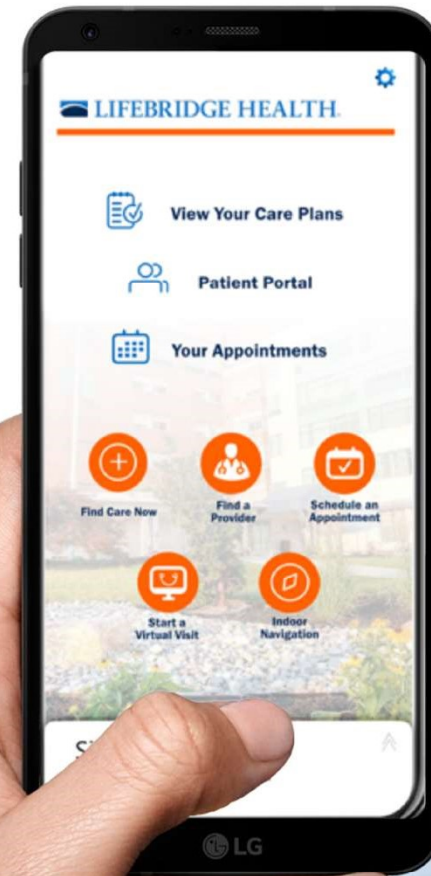 LIFEBRIDGE HEALTH.
View Your Care Plans
Patient Portal
Your Appointments
Find Care Now
Find a
Provider
Schedule an
Appointment
Start a
Virtual Visit
Indoor
Navigation
LG